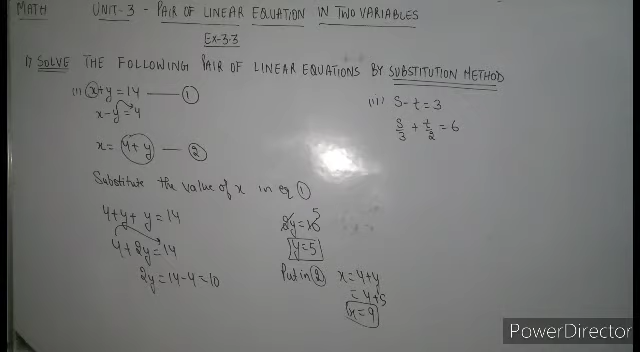 MATH UNIT-3 - PAIR OF LINEAR EQUATION IN TWO VARIABLES
Ex-3.3
1) SOLVE THE FOLLOWING PAIR OF LINEAR EQUATIONS BY SUBSTITUTION METHOD
(i) x+y=14 — ①
x-y=4
x= 4+y — ②
Substitute the value of x in eq ①
4+y+y=14
4+2y=14
2y=14-4=10
2y=10 5
y=5
Put in ② x=4+y
=4+5
x=9
(ii) S-t=3
S/3 + t/2 = 6
PowerDirector